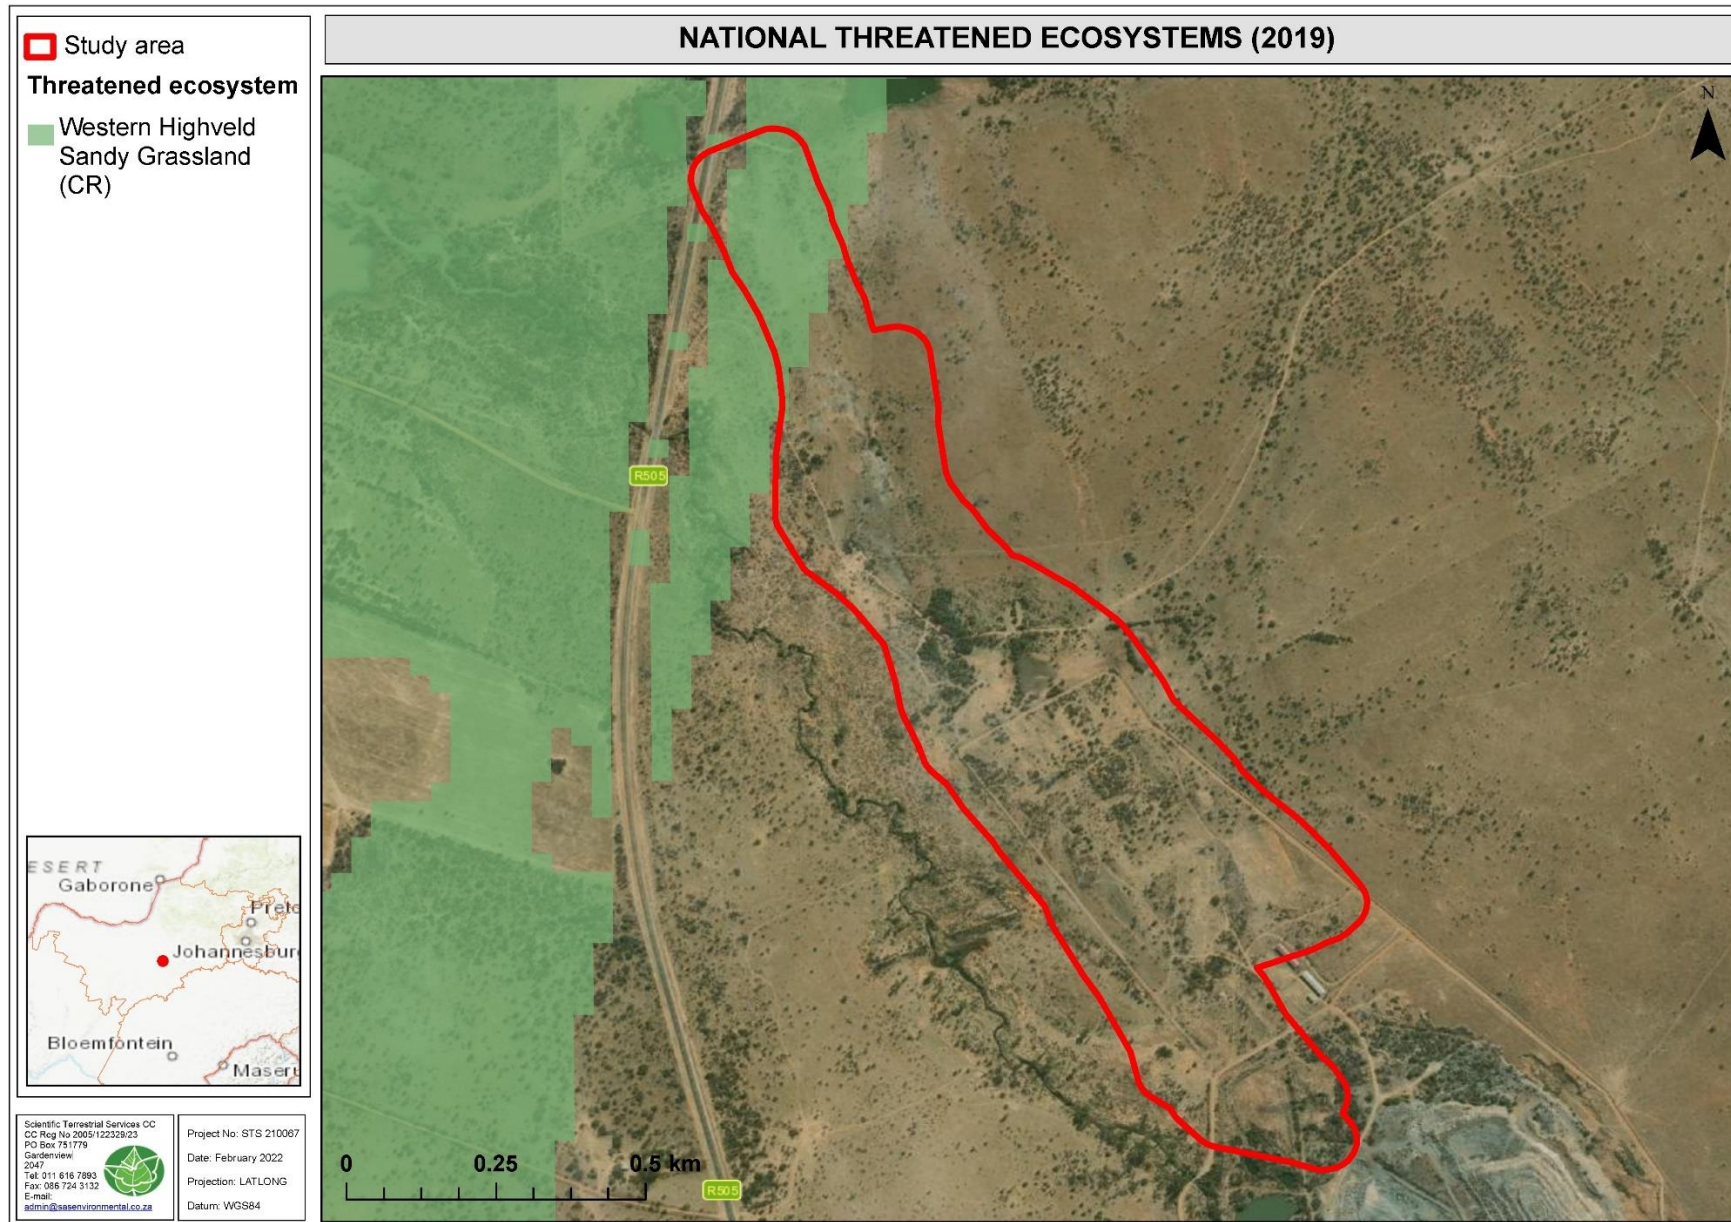 Study area
Threatened ecosystem
Western Highveld
Sandy Grassland
(CR)
NATIONAL THREATENED ECOSYSTEMS (2019)
N
R505
ESERT
Gaborone
Preto
Johannesburg
Bloemfontein
Maseru
0 0.25 0.5 km
R505
Scientific Terrestrial Services CC
CC Reg No 2005/122329/23
PO Box 751779
Gardenview
2047
Tel: 011 616 7893
Fax: 086 724 3132
E-mail:
admin@sasenvironmental.co.za
Project No: STS 210067
Date: February 2022
Projection: LATLONG
Datum: WGS84